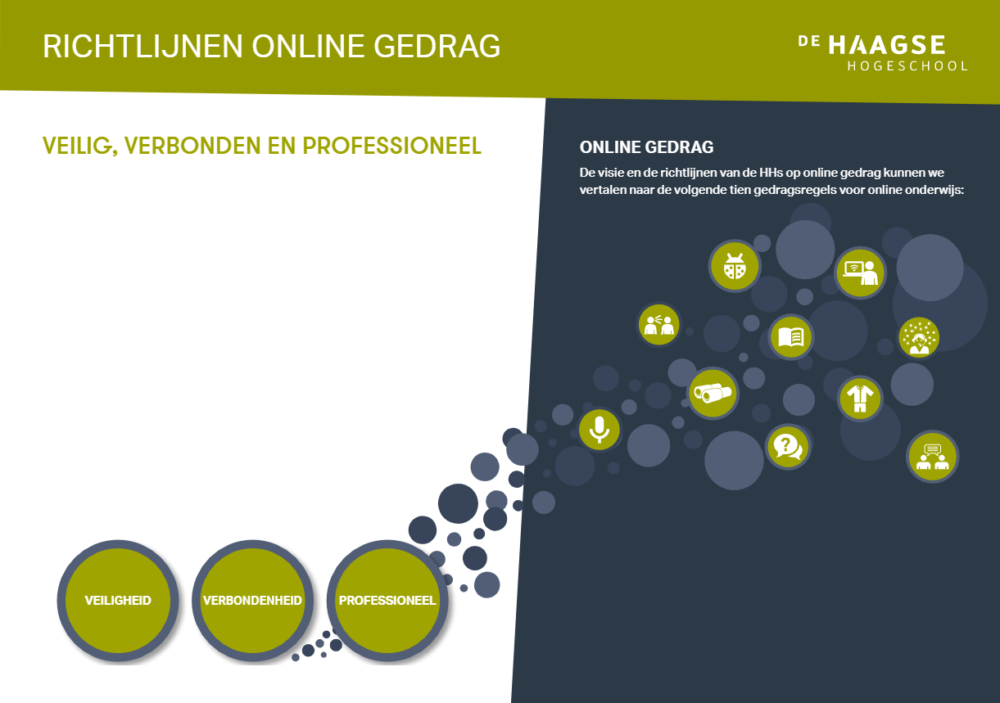 RICHTLIJNEN ONLINE GEDRAG
DE HAAGSE
HOGESCHOOL
VEILIG, VERBONDEN EN PROFESSIONEEL
ONLINE GEDRAG
De visie en de richtlijnen van de HHs op online gedrag kunnen we
vertalen naar de volgende tien gedragsregels voor online onderwijs:
?
VEILIGHEID
VERBONDENHEID
PROFESSIONEEL